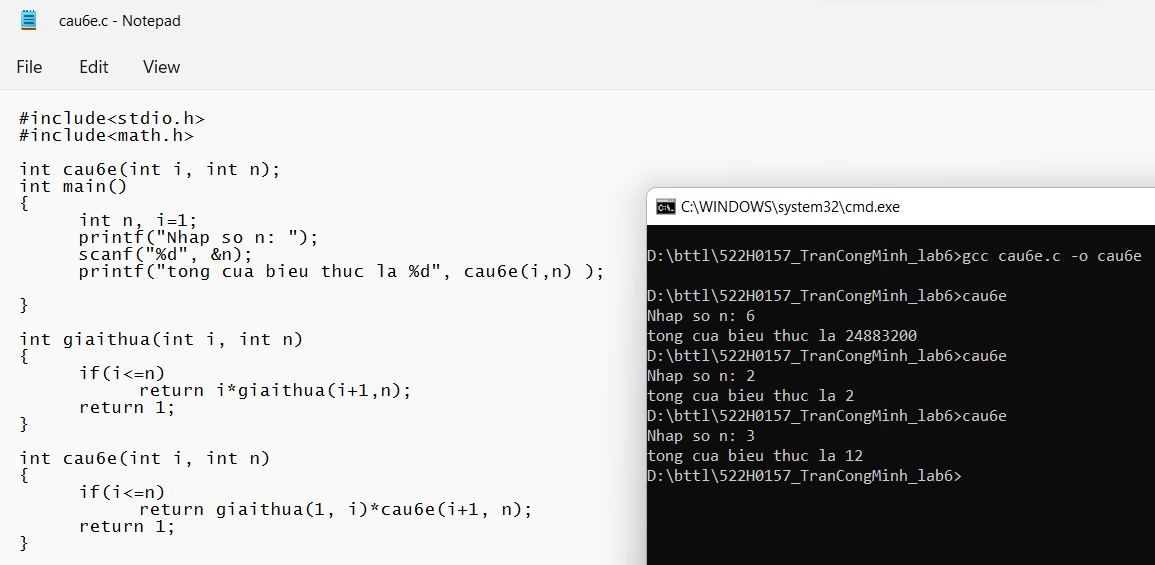 cau6e.c - Notepad
File Edit View
#include<stdio.h>
#include<math.h>
int cau6e(int i, int n);
int main()
{
int n, i=1;
printf("Nhap so n: ");
scanf("%d", &n);
printf("tong cua bieu thuc la %d", cau6e(i,n) );
}
int giaithua(int i, int n)
{
if(i<=n)
return i*giaithua(i+1,n);
return 1;
}
int cau6e(int i, int n)
{
if(i<=n)
return giaithua(1, i)*cau6e(i+1, n);
return 1;
}
C:\WINDOWS\system32\cmd.exe
D:\bttl\522H0157_TranCongMinh_lab6>gcc cau6e.c -o cau6e
D:\bttl\522H0157_TranCongMinh_lab6>cau6e
Nhap so n: 6
tong cua bieu thuc la 24883200
D:\bttl\522H0157_TranCongMinh_lab6>cau6e
Nhap so n: 2
tong cua bieu thuc la 2
D:\bttl\522H0157_TranCongMinh_lab6>cau6e
Nhap so n: 3
tong cua bieu thuc la 12
D:\bttl\522H0157_TranCongMinh_lab6>